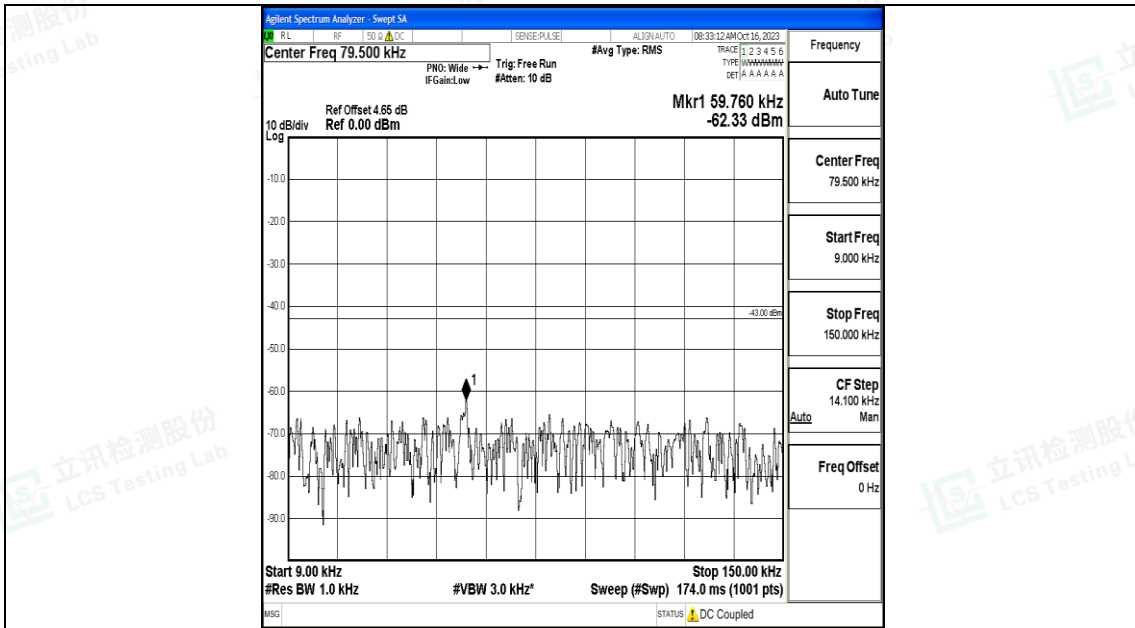 Agilent Spectrum Analyzer - Swept SA
RL RF 50 Ω DC SENSE:PULSE ALIGN AUTO 08:33:12 AM Oct 16, 2023
Center Freq 79.500 kHz
#Avg Type: RMS
TRACE 1 2 3 4 5 6
TYPE
DET A A A A A A
PNO: Wide
IFGain:Low
Trig: Free Run
#Atten: 10 dB
Mkr1 59.760 kHz
-62.33 dBm
Ref Offset 4.65 dB
10 dB/div Ref 0.00 dBm
Log
-10.0
-20.0
-30.0
-40.0
-43.00 dBm
-50.0
-60.0
1
-70.0
-80.0
-90.0
Start 9.00 kHz Stop 150.00 kHz
#Res BW 1.0 kHz #VBW 3.0 kHz* Sweep (#Swp) 174.0 ms (1001 pts)
MSG STATUS DC Coupled
Frequency
Auto Tune
Center Freq
79.500 kHz
Start Freq
9.000 kHz
Stop Freq
150.000 kHz
CF Step
14.100 kHz
Auto Man
Freq Offset
0 Hz
立讯检测股份
LCS Testing Lab
立讯检测股份
LCS Testing L